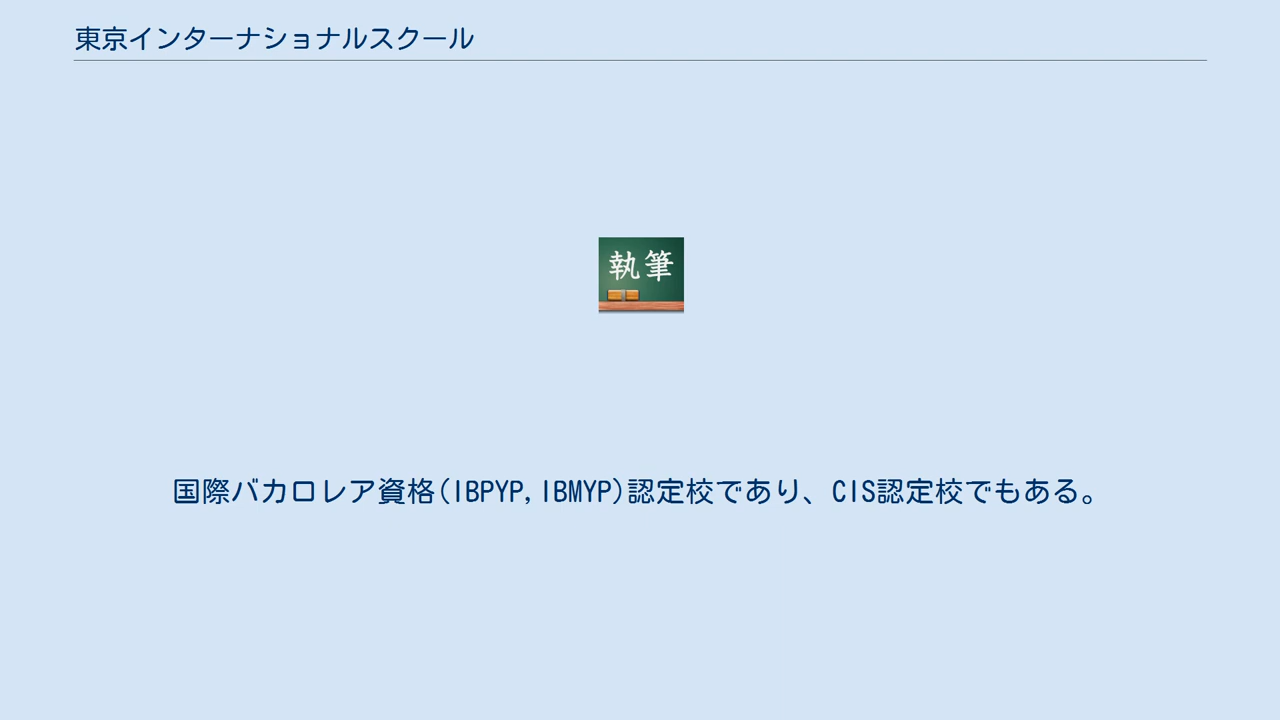 東京インターナショナルスクール
執筆
国際バカロレア資格(IBPYP,IBMYP)認定校であり、CIS認定校でもある。